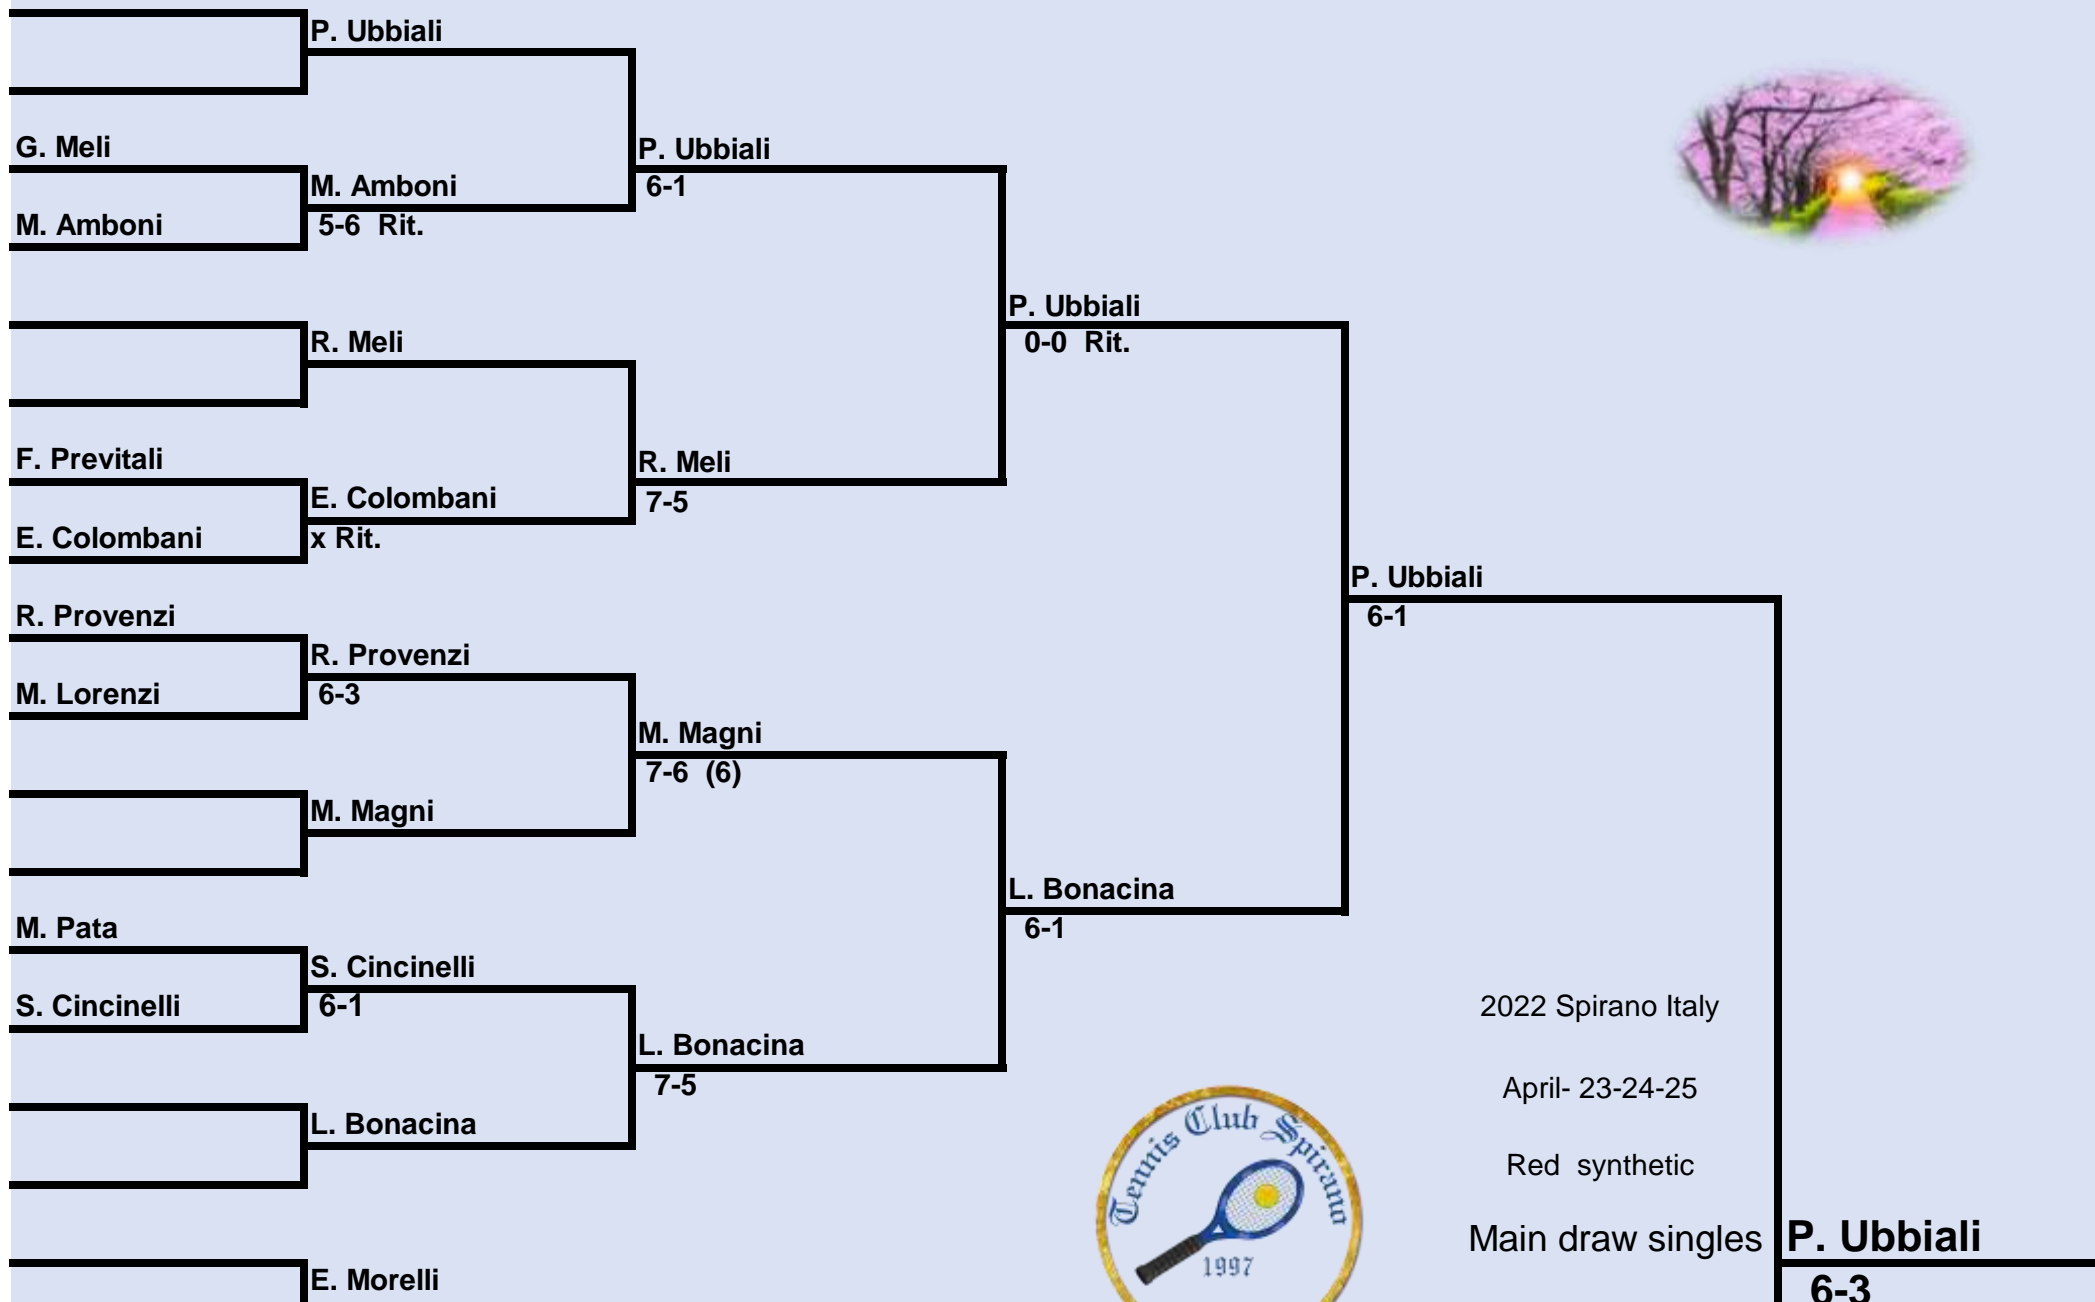 P. Ubbiali
G. Meli
P. Ubbiali
M. Amboni
6-1
M. Amboni
5-6 Rit.
P. Ubbiali
R. Meli
0-0 Rit.
F. Previtali
R. Meli
E. Colombani
7-5
E. Colombani
x Rit.
P. Ubbiali
R. Provenzi
6-1
R. Provenzi
M. Lorenzi
6-3
M. Magni
7-6 (6)
M. Magni
L. Bonacina
M. Pata
6-1
S. Cincinelli
S. Cincinelli
6-1
2022 Spirano Italy
L. Bonacina
7-5
April- 23-24-25
L. Bonacina
Tennis Club Spirano
Red synthetic
Main draw singles
P. Ubbiali
1997
E. Morelli
6-3